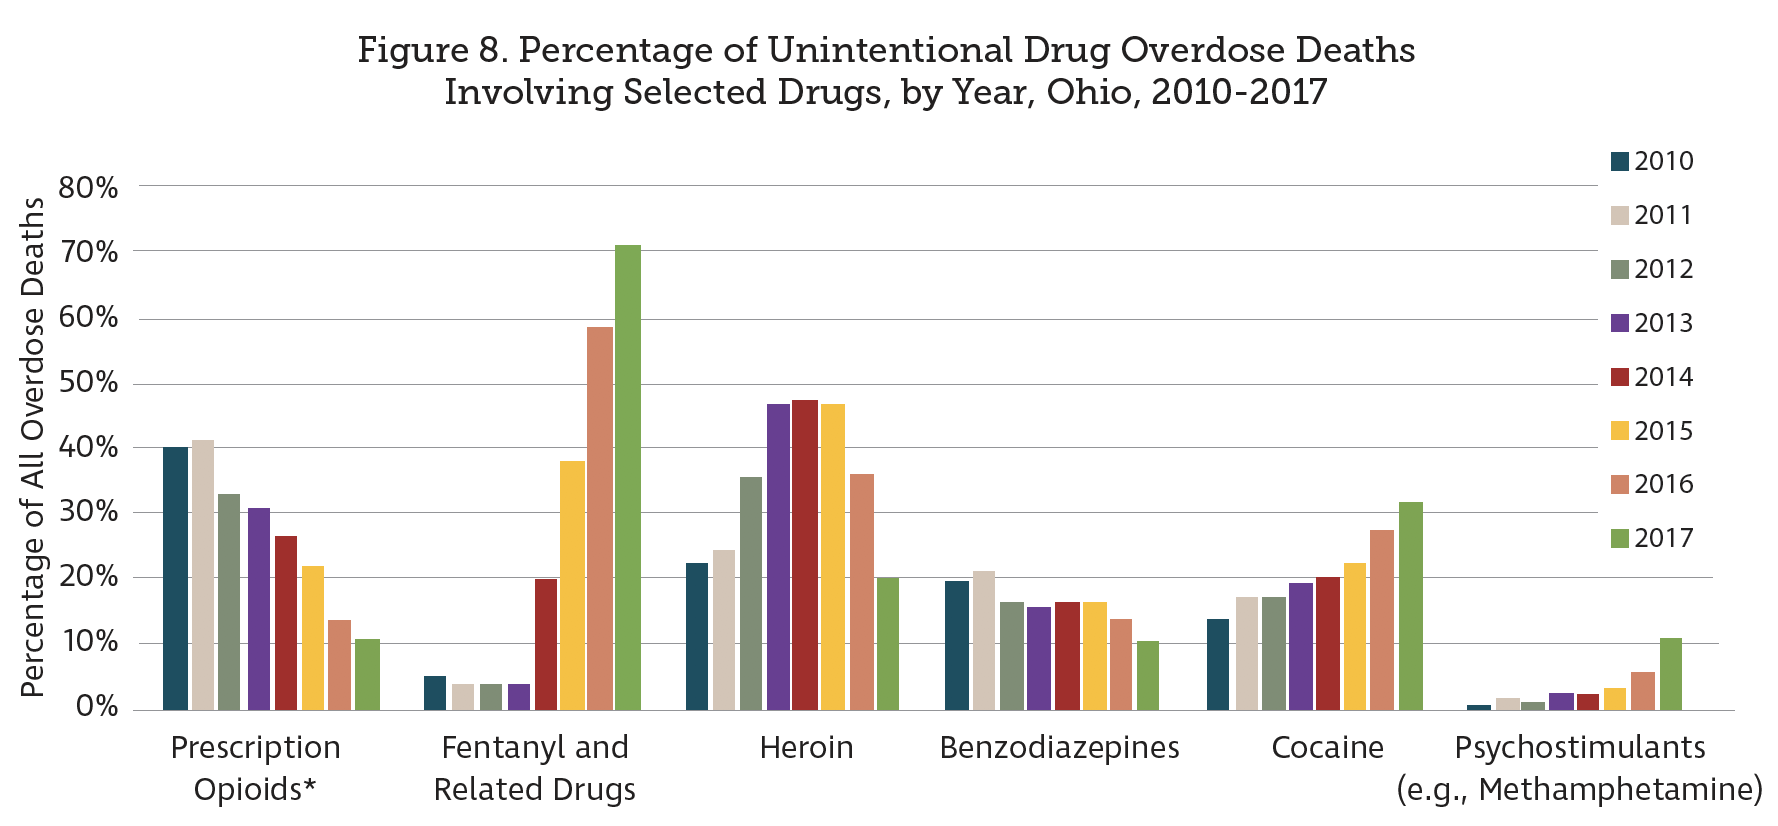 Figure 8. Percentage of Unintentional Drug Overdose Deaths
Involving Selected Drugs, by Year, Ohio, 2010-2017
Percentage of All Overdose Deaths
80%
70%
60%
50%
40%
30%
20%
10%
0%
2010
2011
2012
2013
2014
2015
2016
2017
Prescription
Opioids*
Fentanyl and
Related Drugs
Heroin
Benzodiazepines
Cocaine
Psychostimulants
(e.g., Methamphetamine)